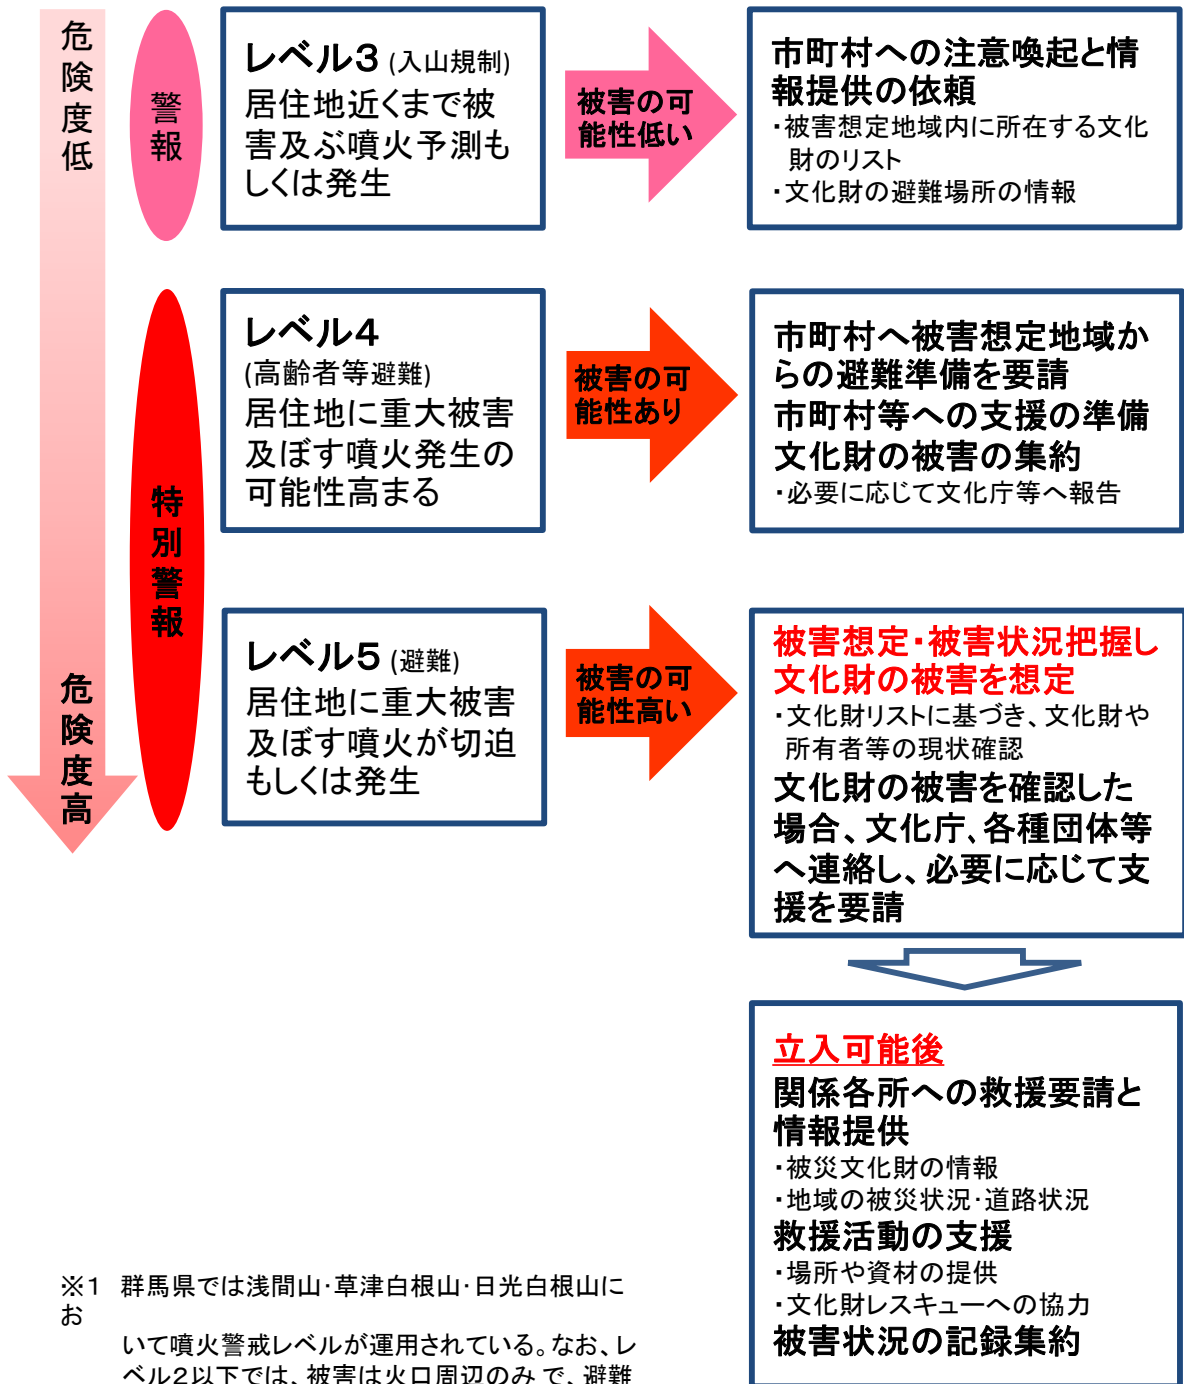 危険度低
危険度高
警報
レベル3 (入山規制)
居住地近くまで被
害及ぶ噴火予測も
しくは発生
被害の可
能性低い
市町村への注意喚起と情
報提供の依頼
・被害想定地域内に所在する文化
財のリスト
・文化財の避難場所の情報
特別警報
レベル4
(高齢者等避難)
居住地に重大被害
及ぼす噴火発生の
可能性高まる
被害の可
能性あり
市町村へ被害想定地域か
らの避難準備を要請
市町村等への支援の準備
文化財の被害の集約
・必要に応じて文化庁等へ報告
レベル5 (避難)
居住地に重大被害
及ぼす噴火が切迫
もしくは発生
被害の可
能性高い
被害想定・被害状況把握し
文化財の被害を想定
・文化財リストに基づき、文化財や
所有者等の現状確認
文化財の被害を確認した
場合、文化庁、各種団体等
へ連絡し、必要に応じて支
援を要請
立入可能後
関係各所への救援要請と
情報提供
・被災文化財の情報
・地域の被災状況・道路状況
救援活動の支援
・場所や資材の提供
・文化財レスキューへの協力
被害状況の記録集約
※1 群馬県では浅間山・草津白根山・日光白根山に
お
いて噴火警戒レベルが運用されている。なお、レ
ベル2以下では、被害は火口周辺のみで、避難